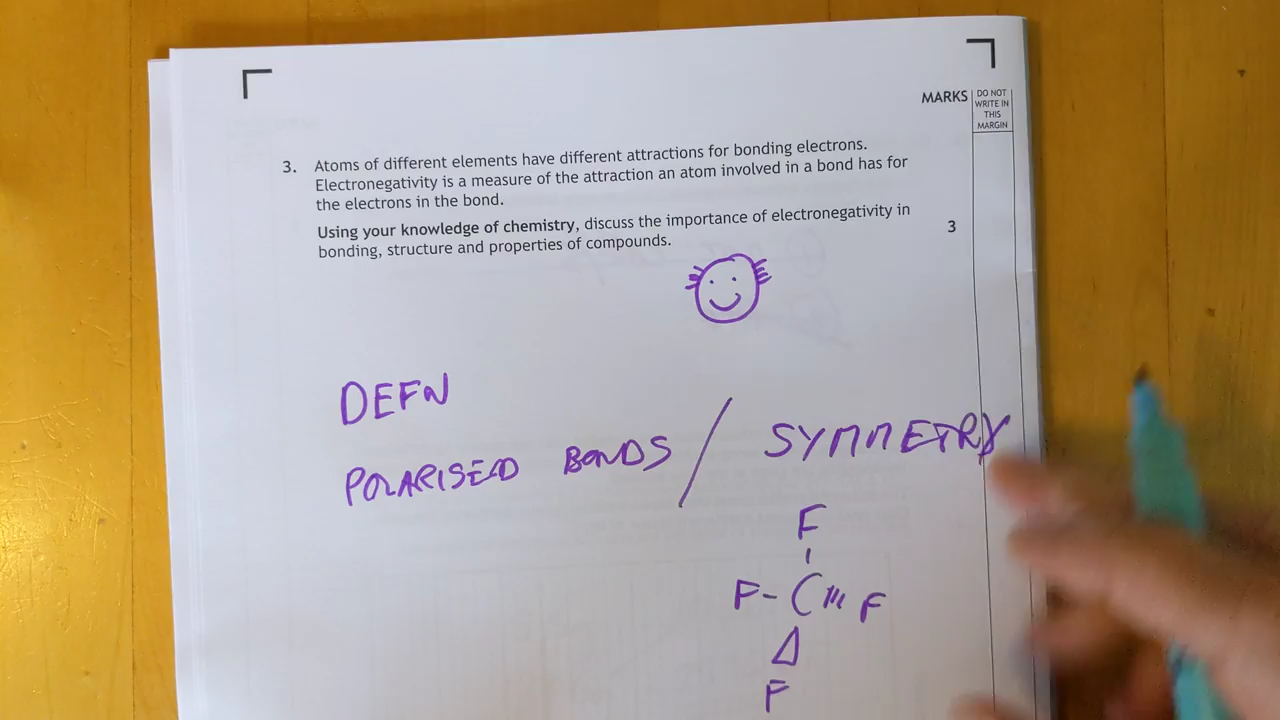 MARKS
DO NOT
WRITE IN
THIS
MARGIN
3. Atoms of different elements have different attractions for bonding electrons.
Electronegativity is a measure of the attraction an atom involved in a bond has for
the electrons in the bond.
Using your knowledge of chemistry, discuss the importance of electronegativity in
bonding, structure and properties of compounds. 3
DEFN
POLARISED BONDS / SYMMETRY
F
F - C F
F